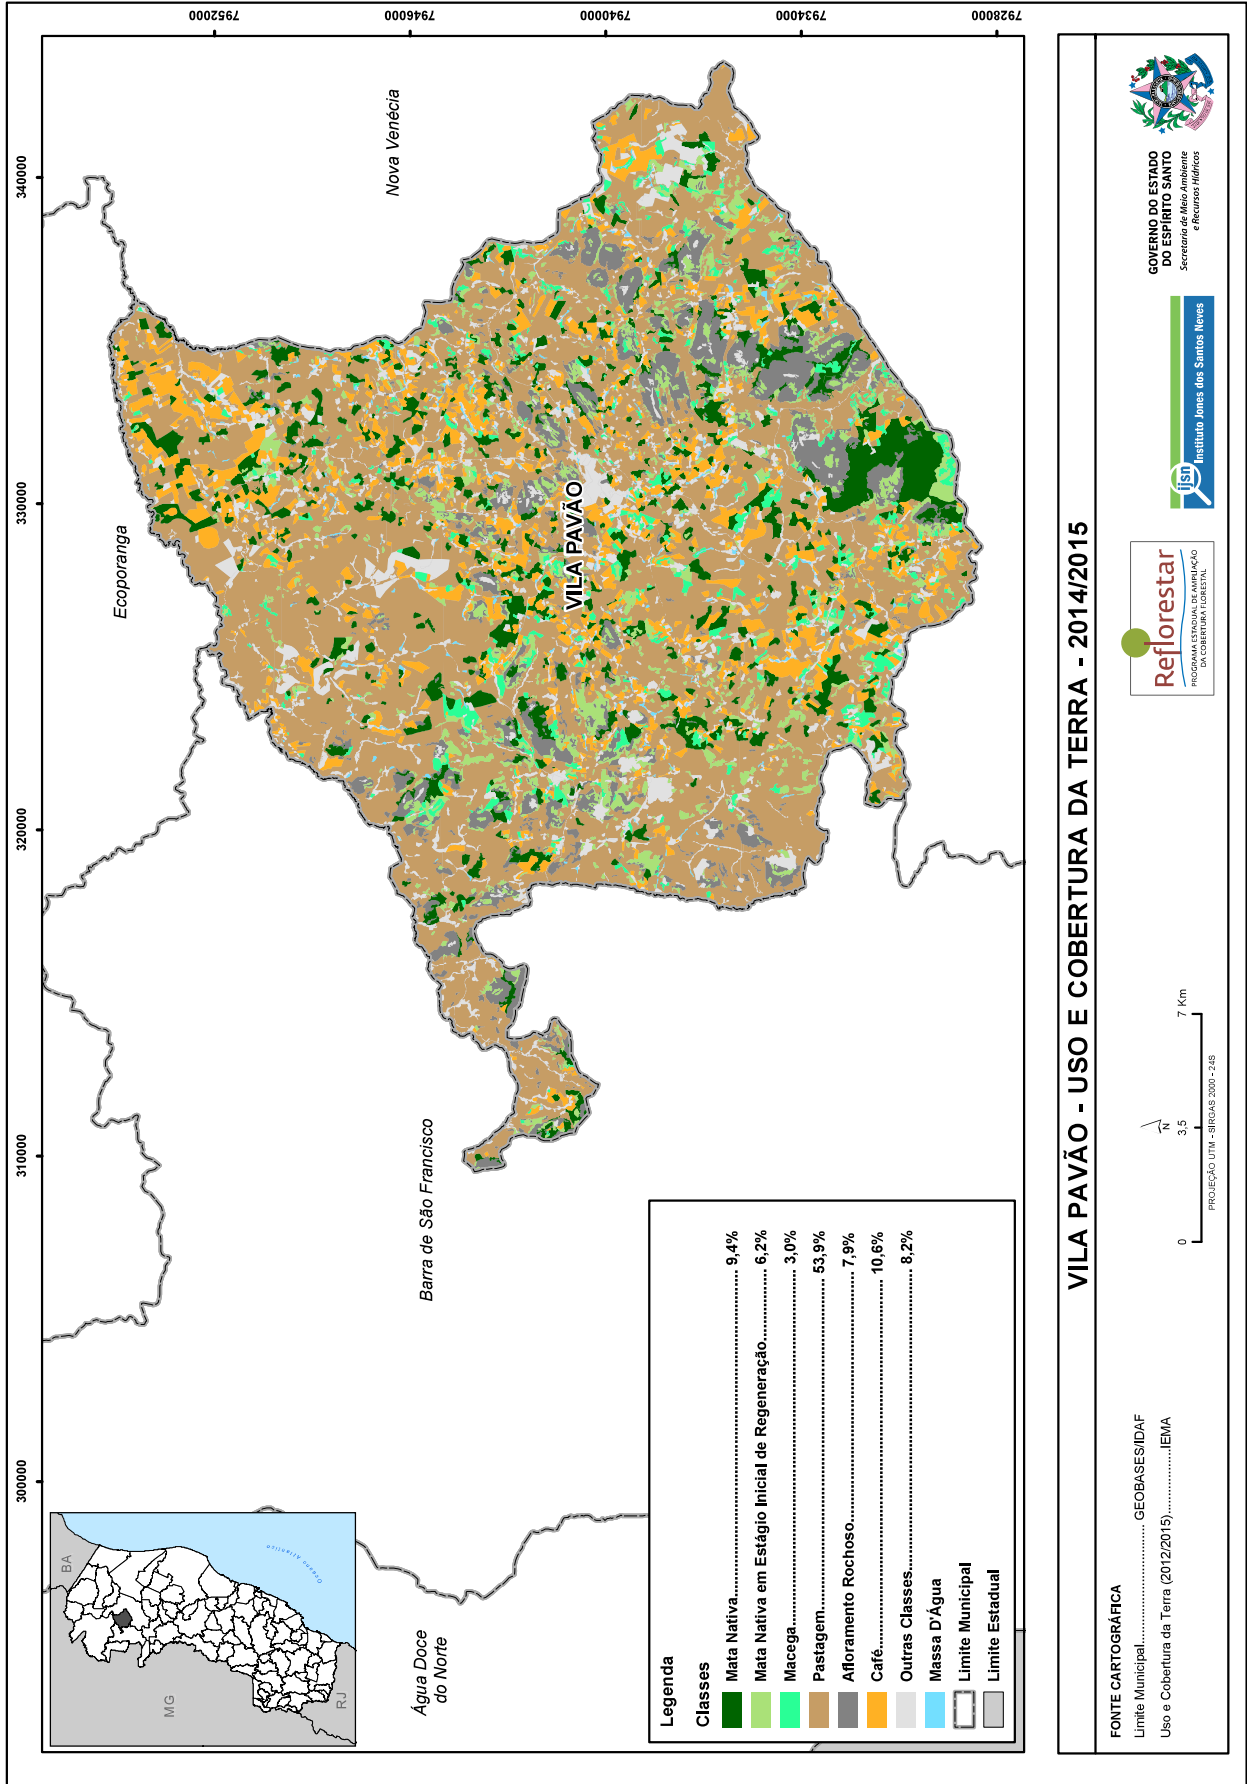 300000
310000
320000
330000
340000
7952000
7946000
7940000
7934000
7928000
BA
MG
RJ
Oceano Atlântico
Ecoporanga
Nova Venécia
Barra de São Francisco
Água Doce
do Norte
VILA PAVÃO
Legenda
Classes
Mata Nativa.......................................... 9,4%
Mata Nativa em Estágio Inicial de Regeneração.......... 6,2%
Macega.......................................... 3,0%
Pastagem.......................................... 53,9%
Afloramento Rochoso.......................................... 7,9%
Café.......................................... 10,6%
Outras Classes.......................................... 8,2%
Massa D'Água
Limite Municipal
Limite Estadual
VILA PAVÃO - USO E COBERTURA DA TERRA - 2014/2015
FONTE CARTOGRÁFICA
Limite Municipal.............................. GEOBASES/IDAF
Uso e Cobertura da Terra (2012/2015)....................IEMA
N
0 3,5 7 Km
PROJEÇÃO UTM - SIRGAS 2000 - 24S
Reflorestar
PROGRAMA ESTADUAL DE AMPLIAÇÃO
DA COBERTURA FLORESTAL
ijsn
Instituto Jones dos Santos Neves
GOVERNO DO ESTADO
DO ESPÍRITO SANTO
Secretaria de Meio Ambiente
e Recursos Hídricos